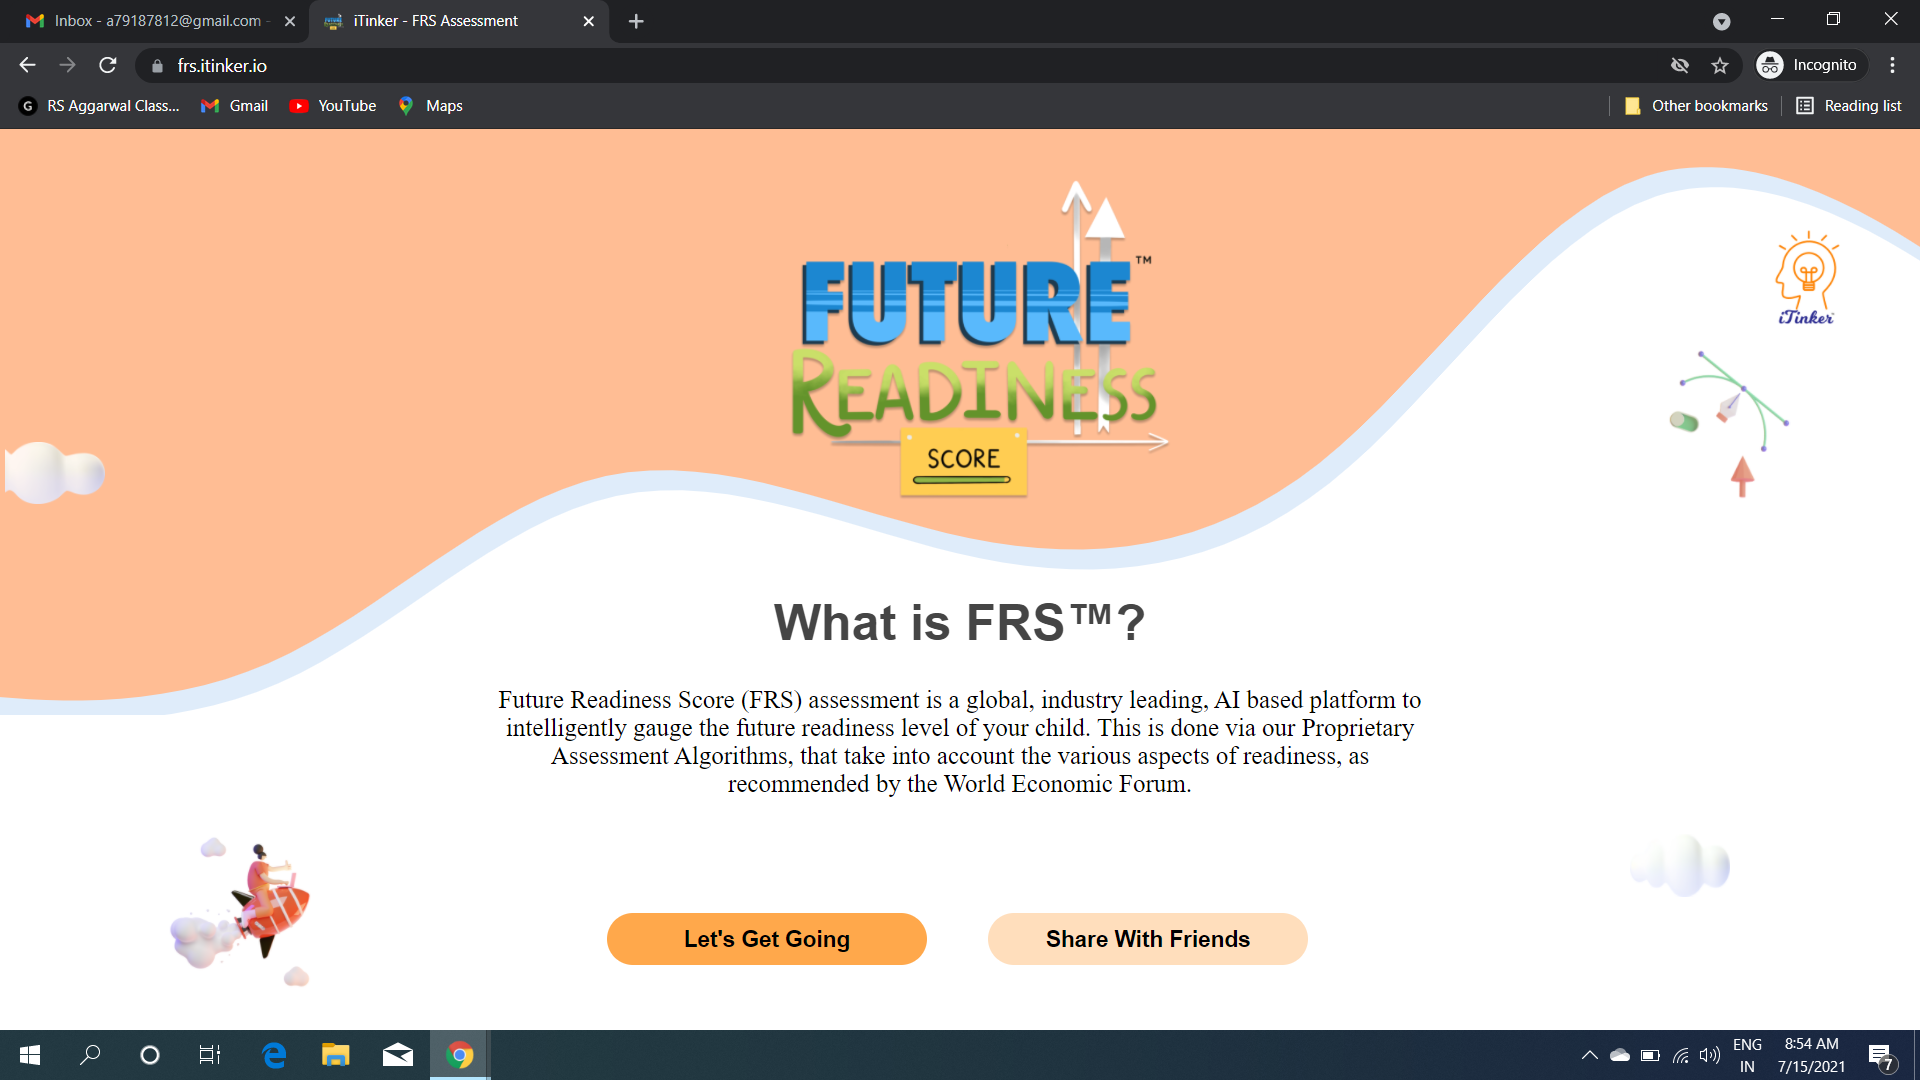 Inbox - a79187812@gmail.com -
iTinker - FRS Assessment
frs.itinker.io
Incognito
G RS Aggarwal Class...
Gmail
YouTube
Maps
Other bookmarks
Reading list
FUTURE™
READINESS
SCORE
iTinker
What is FRS™?
Future Readiness Score (FRS) assessment is a global, industry leading, AI based platform to
intelligently gauge the future readiness level of your child. This is done via our Proprietary
Assessment Algorithms, that take into account the various aspects of readiness, as
recommended by the World Economic Forum.
Let's Get Going
Share With Friends
ENG
IN
8:54 AM
7/15/2021
7